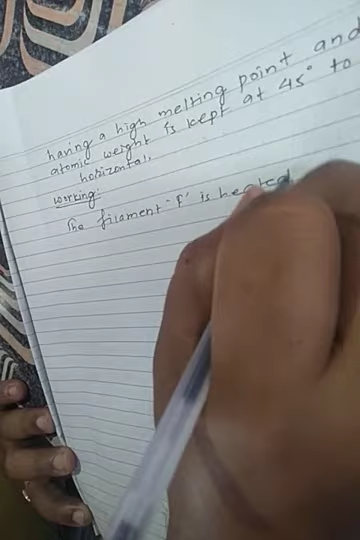 having a high melting point and
atomic weight is kept at 45° to
horizontal.
Working:
The filament 'F' is heated